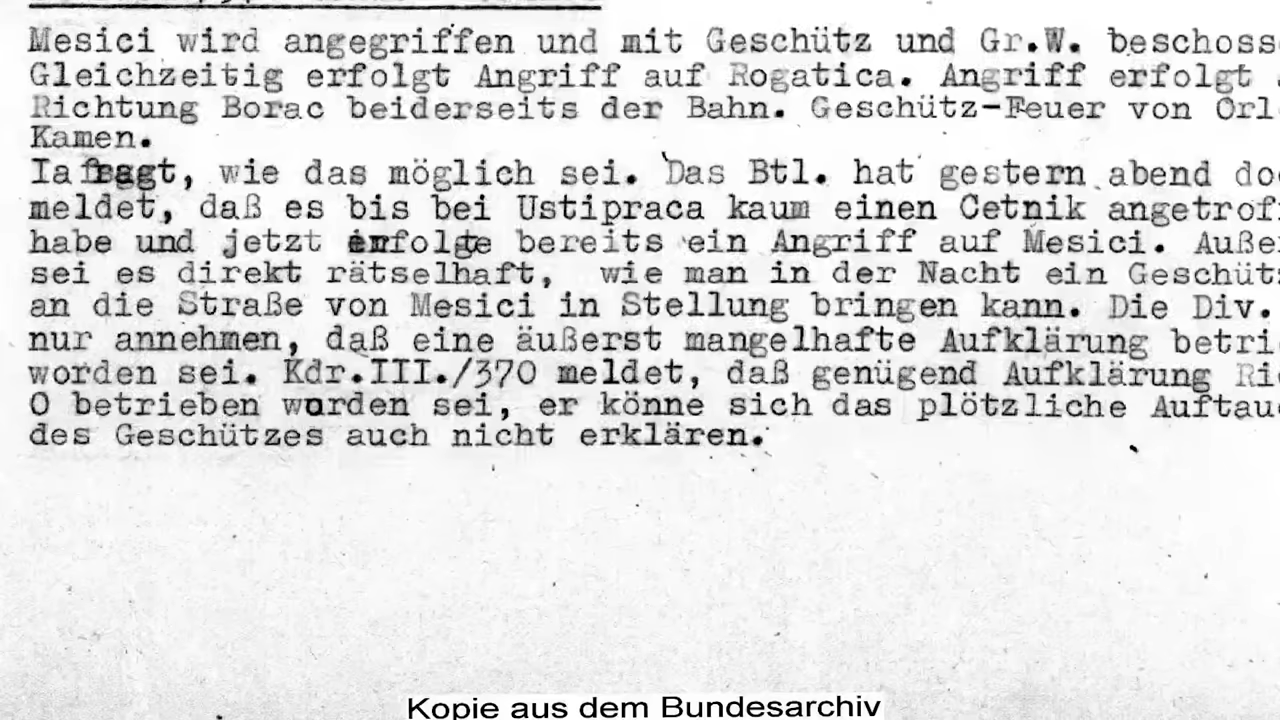 Mesici wird angegriffen und mit Geschütz und Gr.W. beschoss
Gleichzeitig erfolgt Angriff auf Rogatica. Angriff erfolgt
Richtung Borac beiderseits der Bahn. Geschütz-Feuer von Orl
Kamen.
Ia fragt, wie das möglich sei. Das Btl. hat gestern abend do
meldet, daß es bis bei Ustipraca kaum einen Cetnik angetrof
habe und jetzt erfolge bereits ein Angriff auf Mesici. Auße
sei es direkt rätselhaft, wie man in der Nacht ein Geschüt
an die Straße von Mesici in Stellung bringen kann. Die Div.
nur annehmen, daß eine äußerst mangelhafte Aufklärung betri
worden sei. Kdr.III./370 meldet, daß genügend Aufklärung Ri
O betrieben worden sei, er könne sich das plötzliche Auftau
des Geschützes auch nicht erklären.
Kopie aus dem Bundesarchiv